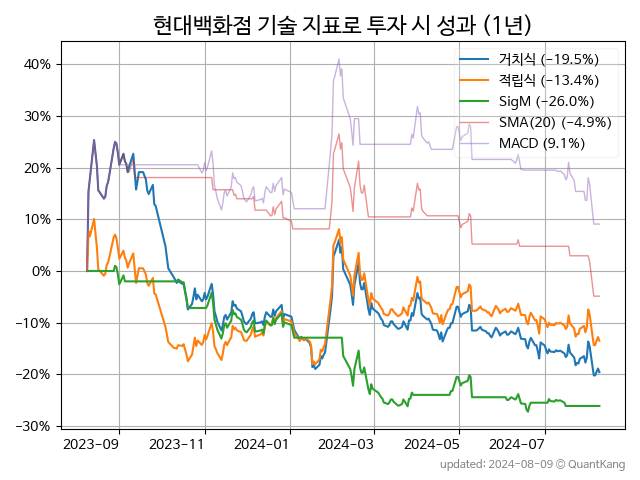 현대백화점 기술 지표로 투자 시 성과 (1년)
거치식 (−19.5%)
적립식 (−13.4%)
SigM (−26.0%)
SMA(20) (−4.9%)
MACD (9.1%)
40%
30%
20%
10%
0%
−10%
−20%
−30%
2023-09 2023-11 2024-01 2024-03 2024-05 2024-07
updated: 2024-08-09 © QuantKang